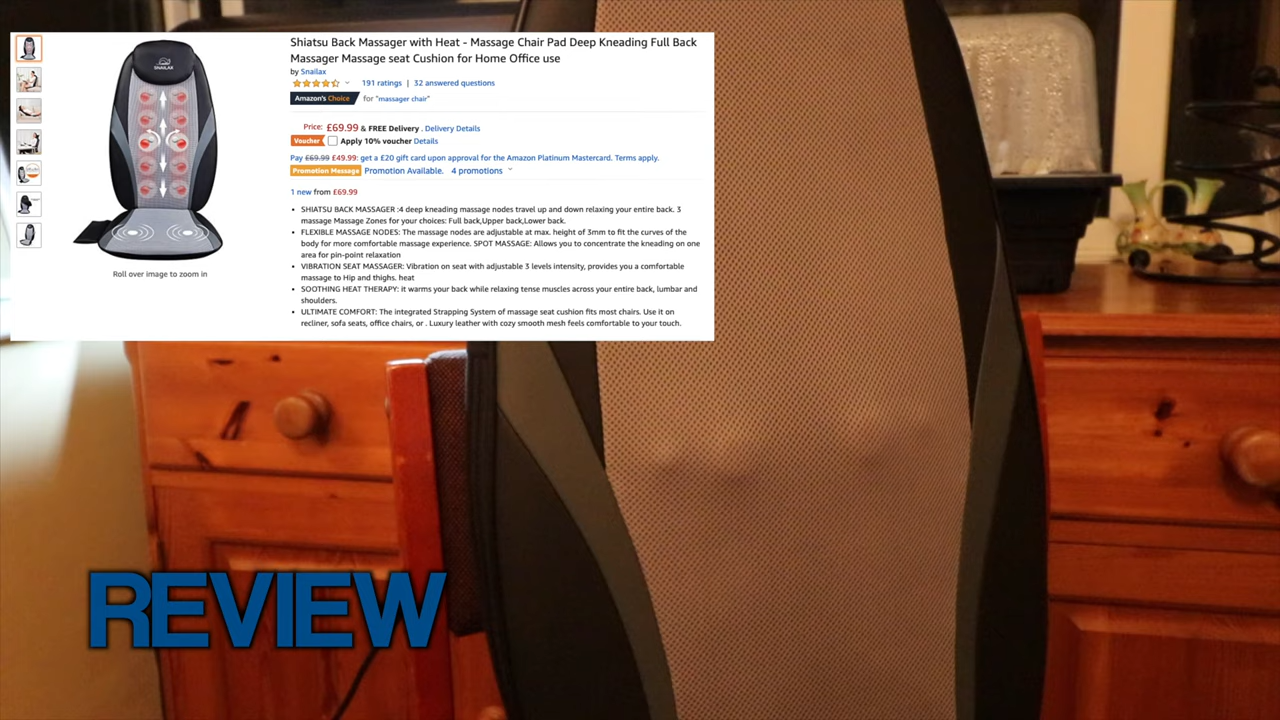 Shiatsu Back Massager with Heat - Massage Chair Pad Deep Kneading Full Back
Massager Massage seat Cushion for Home Office use
by Snailax
191 ratings | 32 answered questions
Amazon's Choice for "massager chair"
Price: £69.99 & FREE Delivery . Delivery Details
Voucher Apply 10% voucher Details
Pay £69.99 £49.99: get a £20 gift card upon approval for the Amazon Platinum Mastercard. Terms apply.
Promotion Message Promotion Available. 4 promotions
1 new from £69.99
• SHIATSU BACK MASSAGER :4 deep kneading massage nodes travel up and down relaxing your entire back. 3
massage Massage Zones for your choices: Full back,Upper back,Lower back.
• FLEXIBLE MASSAGE NODES: The massage nodes are adjustable at max. height of 3mm to fit the curves of the
body for more comfortable massage experience. SPOT MASSAGE: Allows you to concentrate the kneading on one
area for pin-point relaxation
• VIBRATION SEAT MASSAGER: Vibration on seat with adjustable 3 levels intensity, provides you a comfortable
massage to Hip and thighs. heat
• SOOTHING HEAT THERAPY: it warms your back while relaxing tense muscles across your entire back, lumbar and
shoulders.
• ULTIMATE COMFORT: The integrated Strapping System of massage seat cushion fits most chairs. Use it on
recliner, sofa seats, office chairs, or . Luxury leather with cozy smooth mesh feels comfortable to your touch.
SNAILAX
Roll over image to zoom in
REVIEW